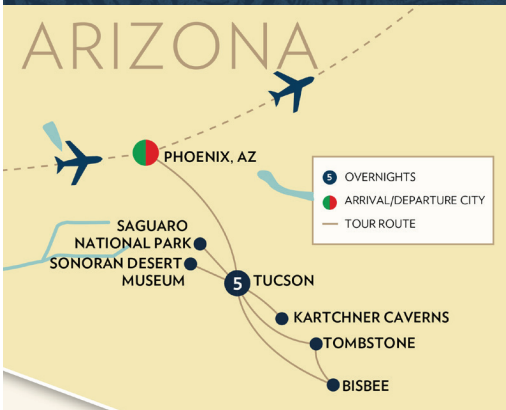 ARIZONA
PHOENIX, AZ
5 OVERNIGHTS
ARRIVAL/DEPARTURE CITY
TOUR ROUTE
SAGUARO
NATIONAL PARK
SONORAN DESERT
MUSEUM
5 TUCSON
KARTCHNER CAVERNS
TOMBSTONE
BISBEE